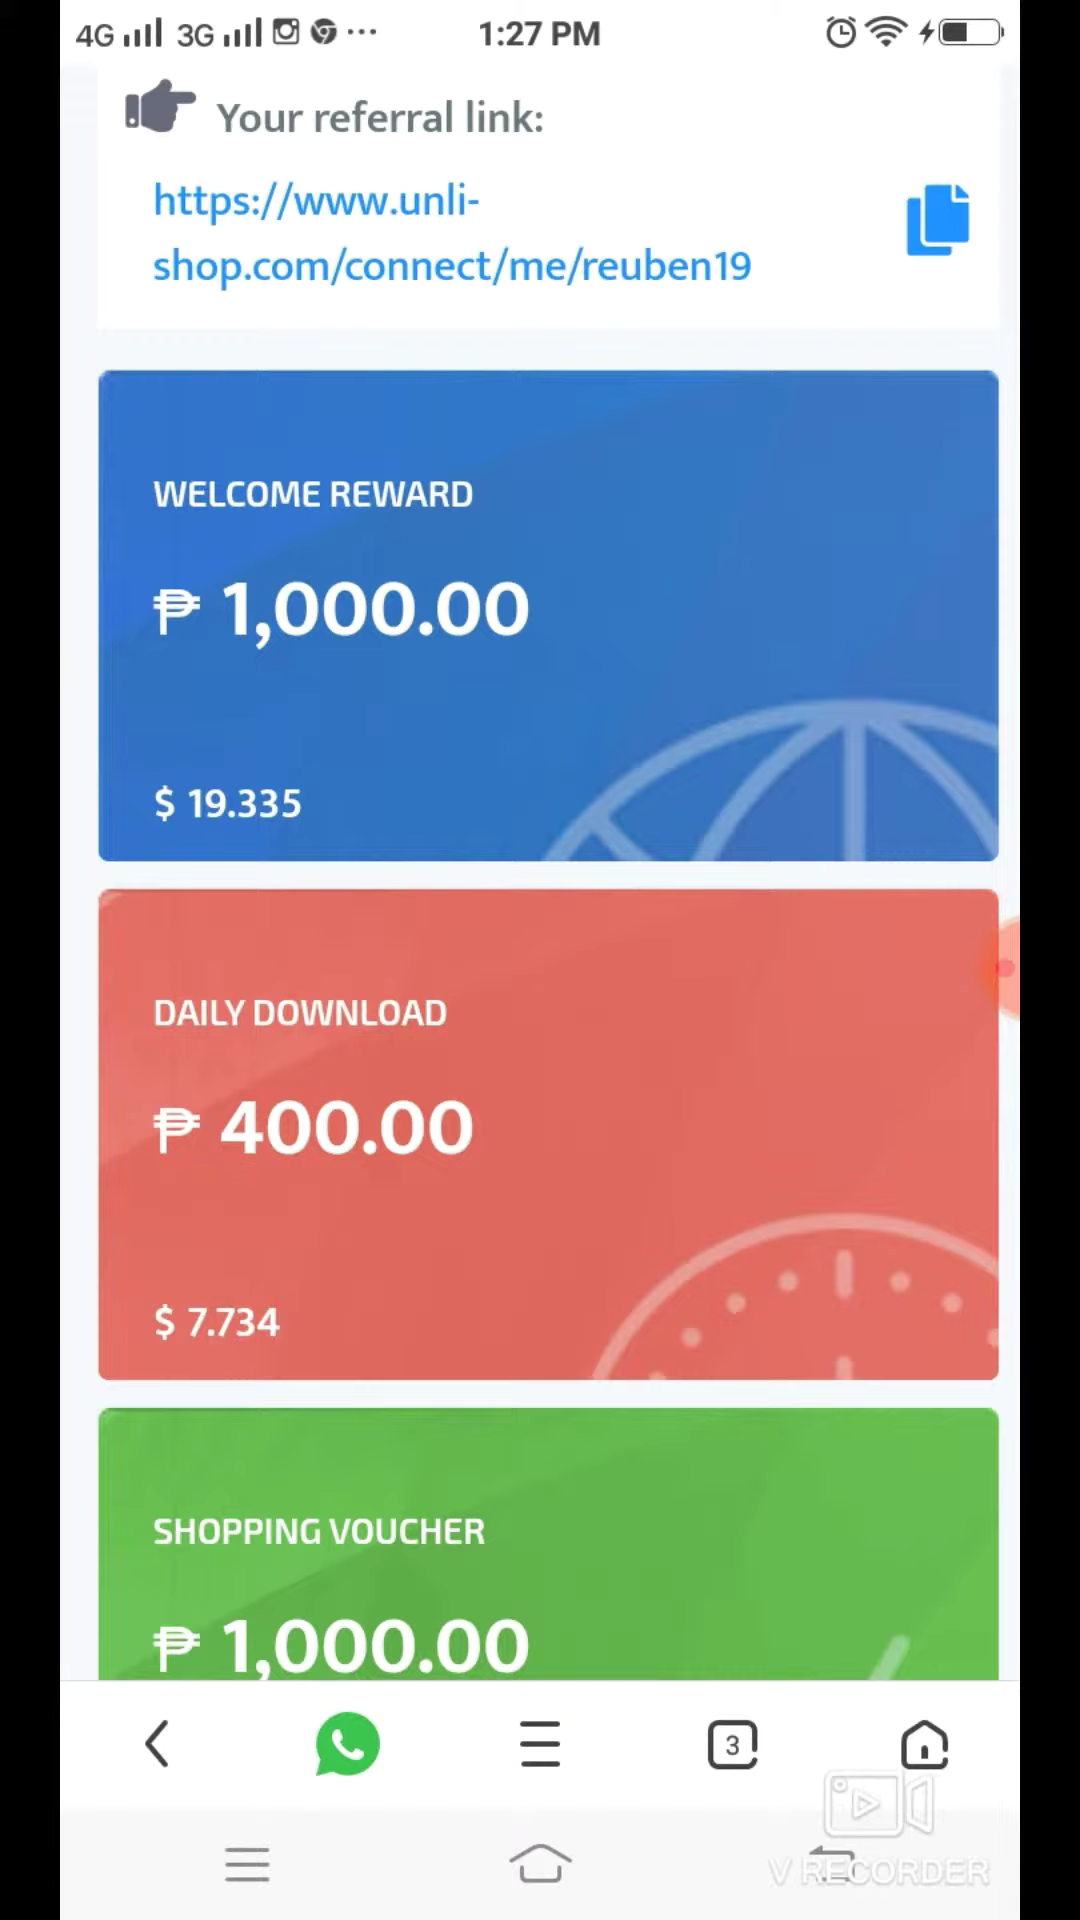 4G 3G ... 1:27 PM
Your referral link:
https://www.unli-
shop.com/connect/me/reuben19
WELCOME REWARD
₱ 1,000.00
$ 19.335
DAILY DOWNLOAD
₱ 400.00
$ 7.734
SHOPPING VOUCHER
₱ 1,000.00
3
V RECORDER